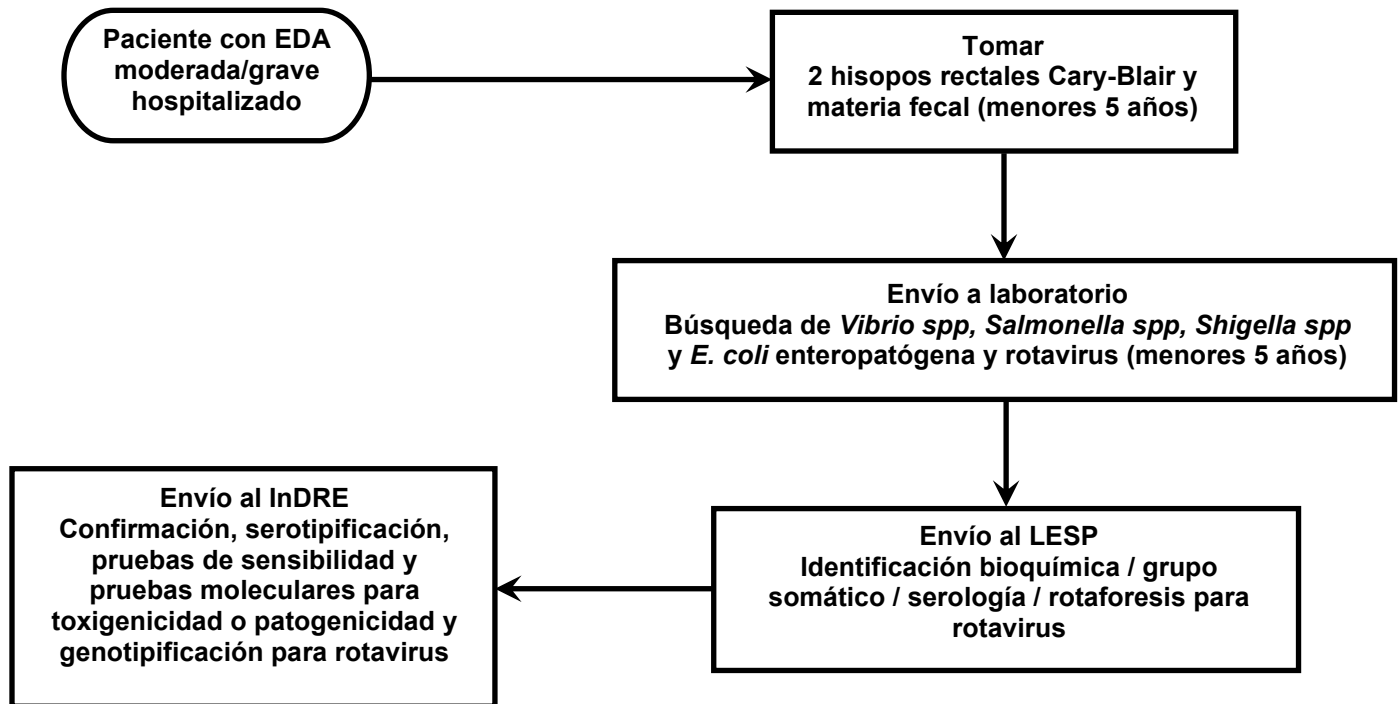 Paciente con EDA
moderada/grave
hospitalizado
Tomar
2 hisopos rectales Cary-Blair y
materia fecal (menores 5 años)
Envío a laboratorio
Búsqueda de Vibrio spp, Salmonella spp, Shigella spp
y E. coli enteropatógena y rotavirus (menores 5 años)
Envío al LESP
Identificación bioquímica / grupo
somático / serología / rotaforesis para
rotavirus
Envío al InDRE
Confirmación, serotipificación,
pruebas de sensibilidad y
pruebas moleculares para
toxigenicidad o patogenicidad y
genotipificación para rotavirus